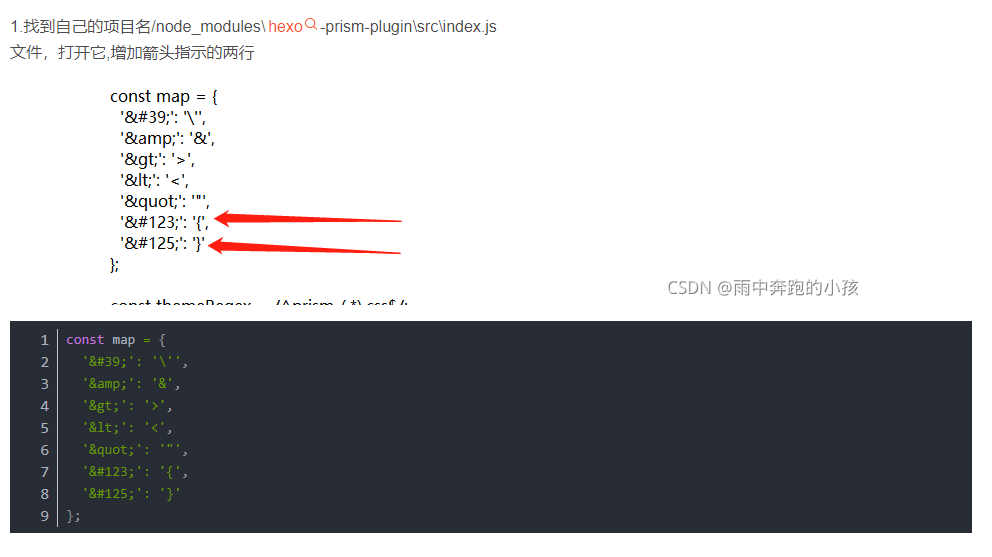 1.找到自己的项目名/node_modules\hexo-prism-plugin\src\index.js
文件，打开它,增加箭头指示的两行
const map = {
'&#39;': '\'',
'&amp;': '&',
'&gt;': '>',
'&lt;': '<',
'&quot;': '"',
'&#123;': '{',
'&#125;': '}'
};
CSDN @雨中奔跑的小孩
1 const map = {
2 '&#39;': '\'',
3 '&amp;': '&',
4 '&gt;': '>',
5 '&lt;': '<',
6 '&quot;': '"',
7 '&#123;': '{',
8 '&#125;': '}'
9 };